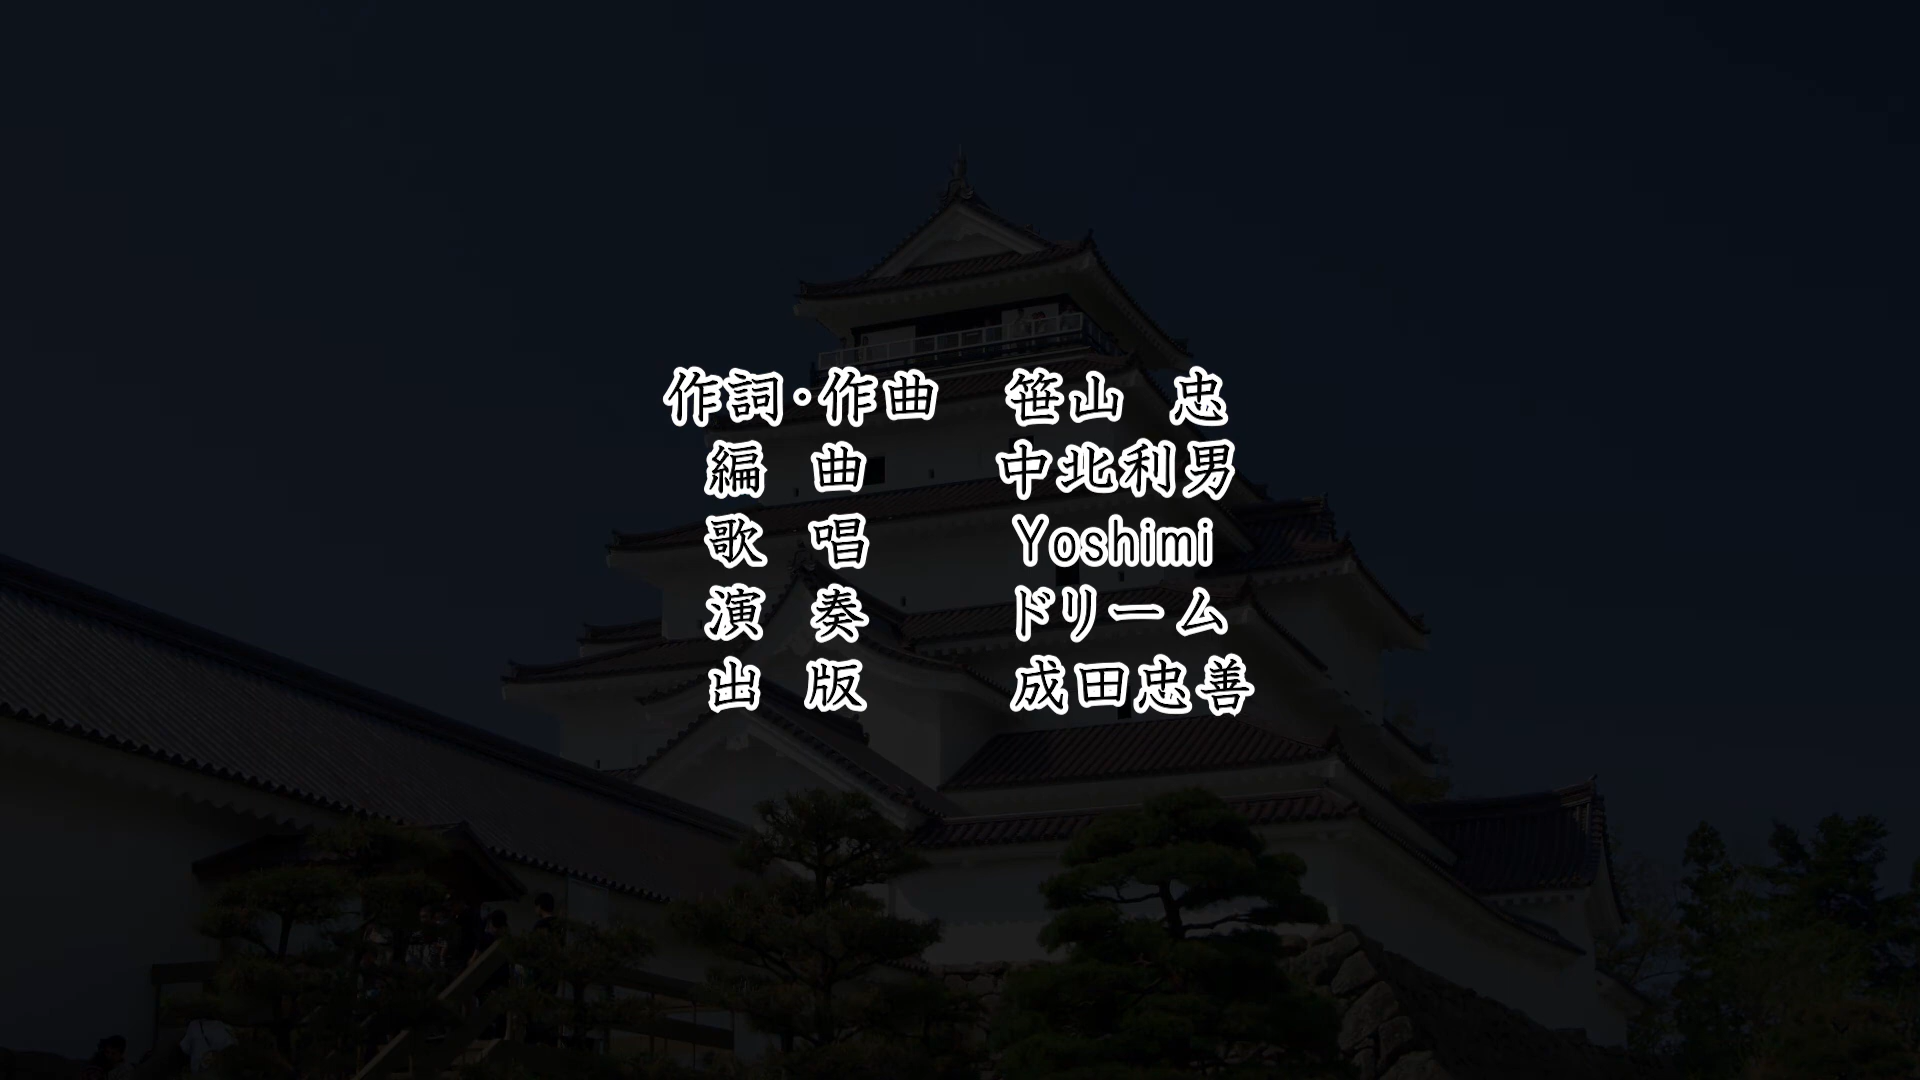 作詞・作曲　笹山　忠
編　曲　中北利男
歌　唱　Yoshimi
演　奏　ドリーム
出　版　成田忠善